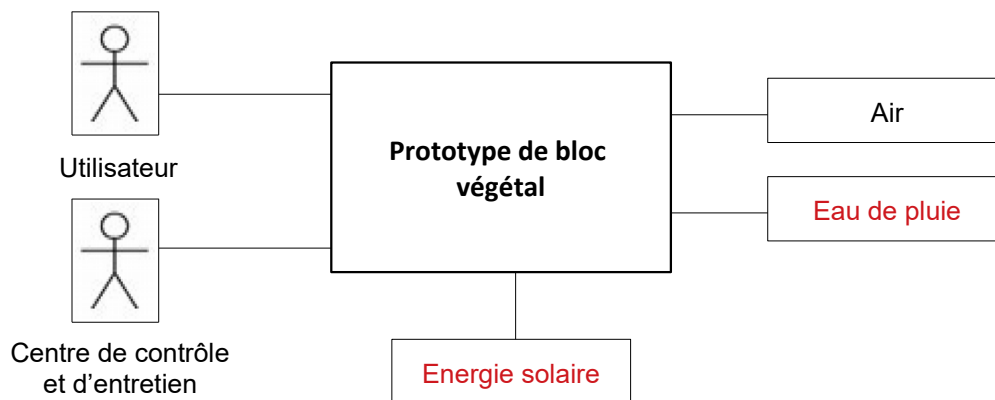 Utilisateur
Centre de contrôle
et d’entretien
Prototype de bloc
végétal
Air
Eau de pluie
Energie solaire